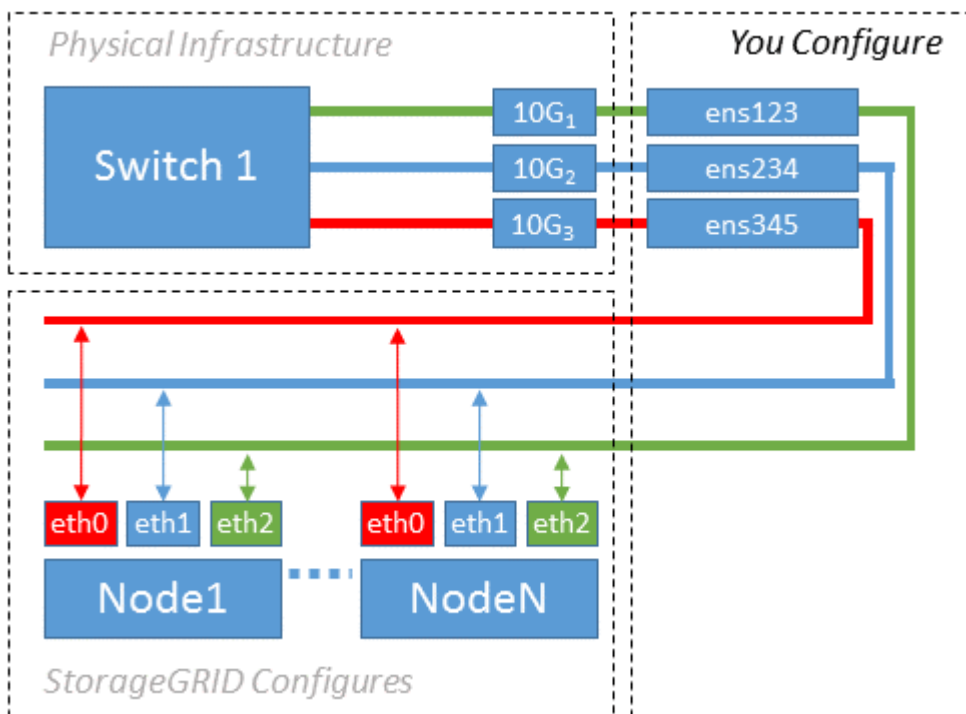 Physical Infrastructure
You Configure
Switch 1
10G₁
ens123
10G₂
ens234
10G₃
ens345
eth0 eth1 eth2
eth0 eth1 eth2
Node1
NodeN
StorageGRID Configures